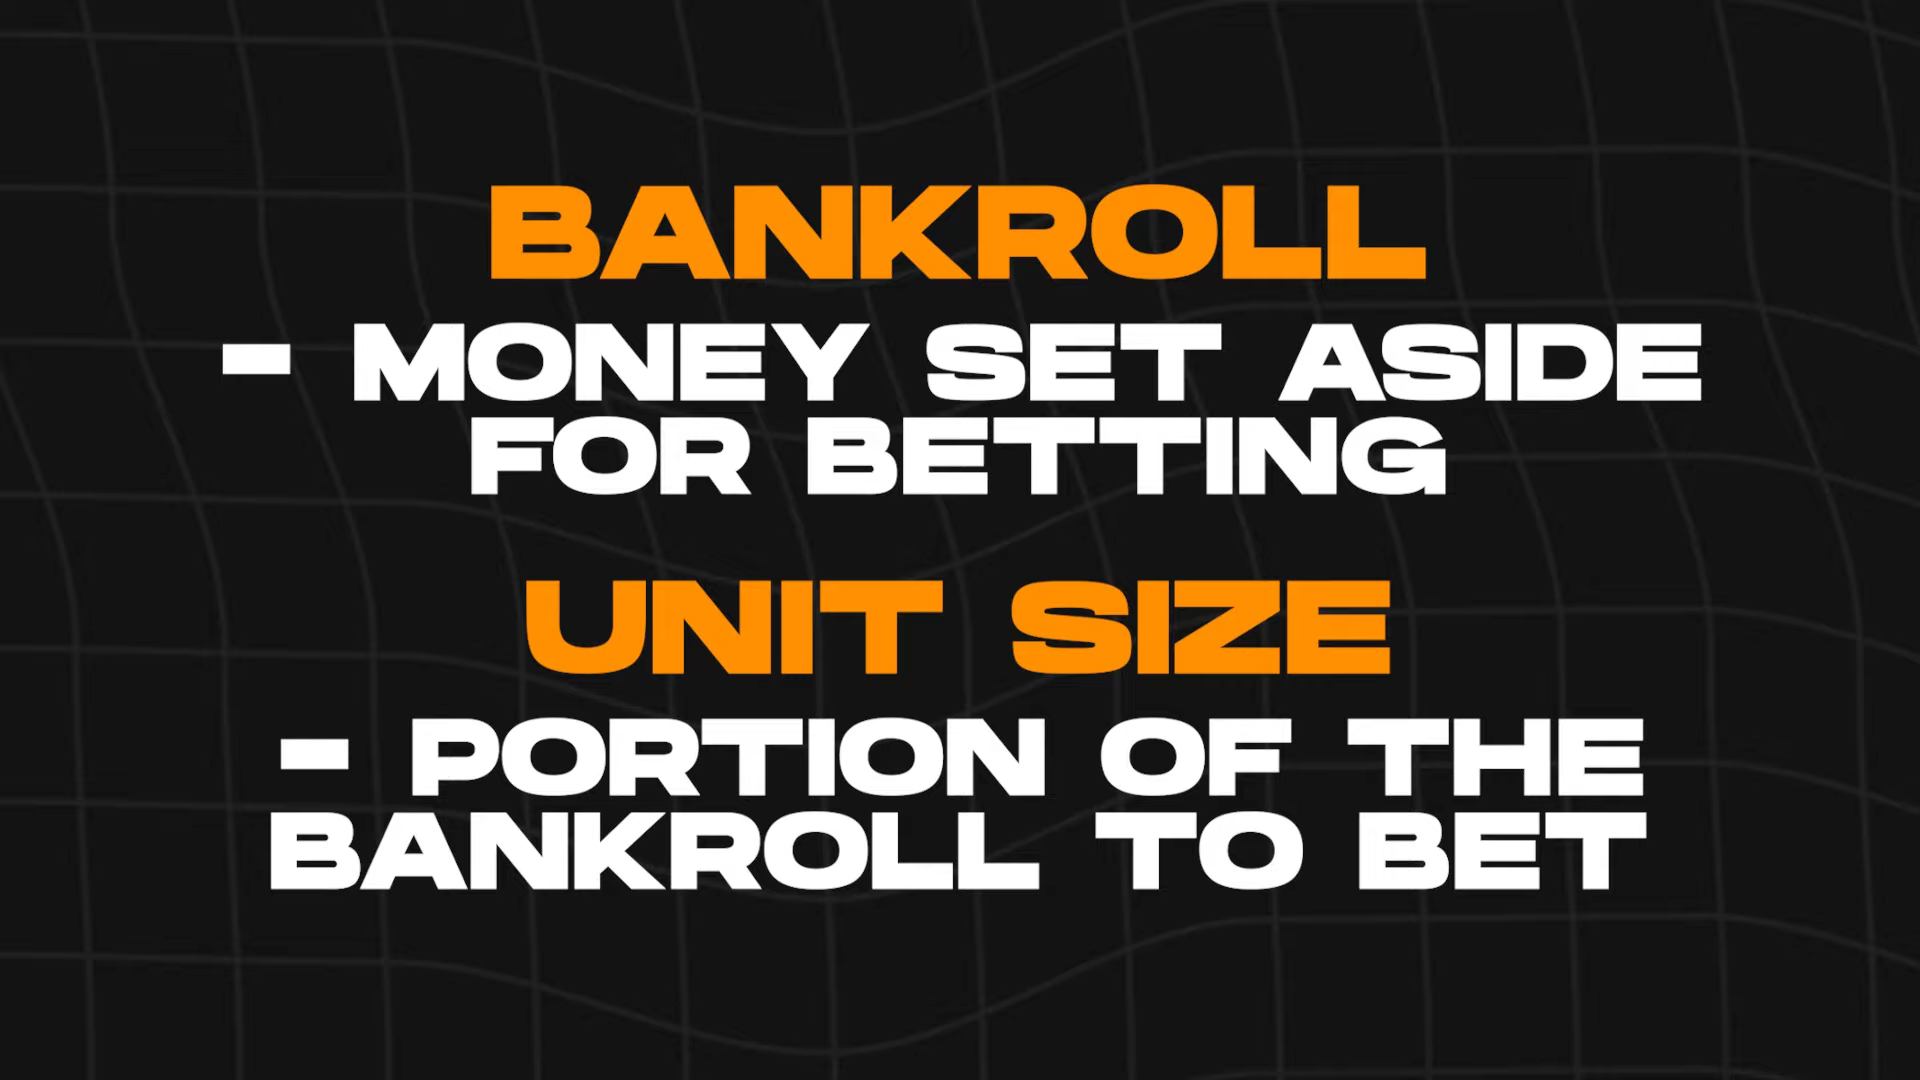 BANKROLL
- MONEY SET ASIDE
FOR BETTING
UNIT SIZE
- PORTION OF THE
BANKROLL TO BET